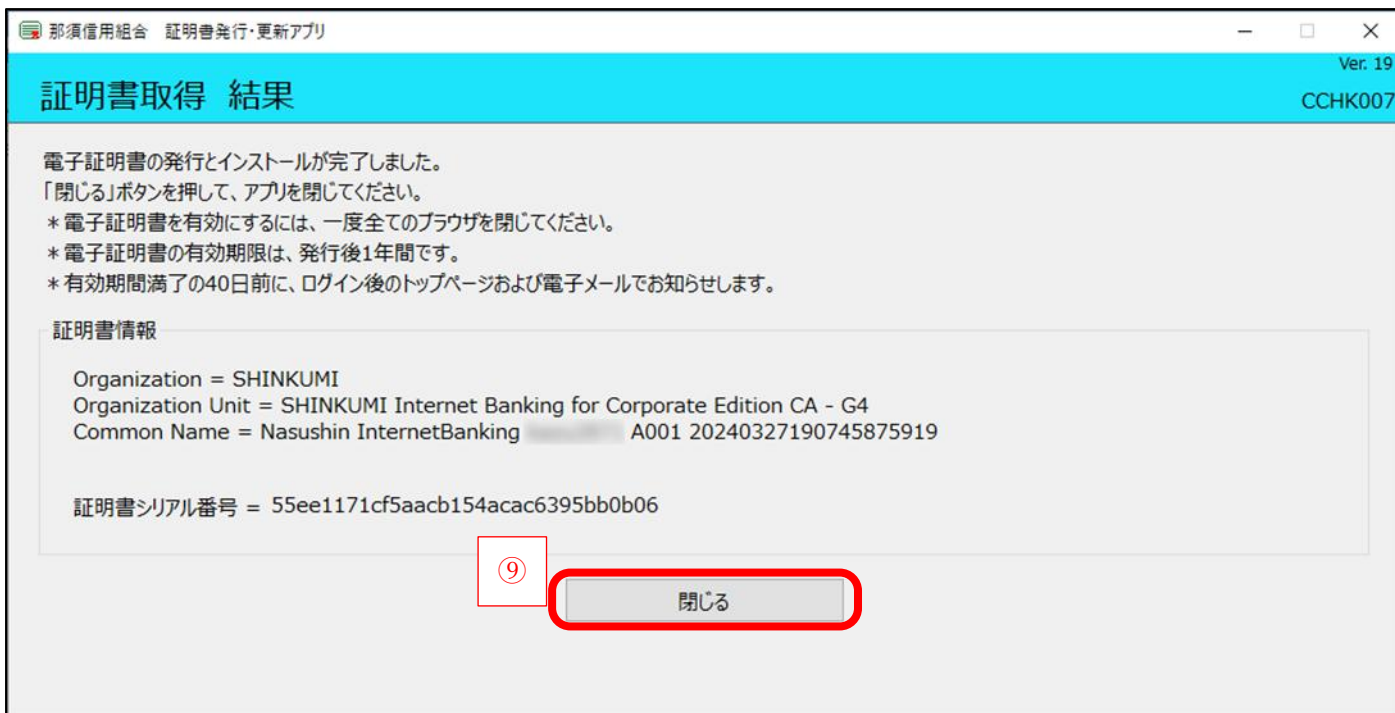 那須信用組合　証明書発行・更新アプリ
Ver. 19
証明書取得 結果
CCHK007
電子証明書の発行とインストールが完了しました。
「閉じる」ボタンを押して、アプリを閉じてください。
＊電子証明書を有効にするには、一度全てのブラウザを閉じてください。
＊電子証明書の有効期限は、発行後1年間です。
＊有効期間満了の40日前に、ログイン後のトップページおよび電子メールでお知らせします。
証明書情報
Organization = SHINKUMI
Organization Unit = SHINKUMI Internet Banking for Corporate Edition CA - G4
Common Name = Nasushin InternetBanking A001 20240327190745875919
証明書シリアル番号 = 55ee1171cf5aacb154acac6395bb0b06
⑨
閉じる